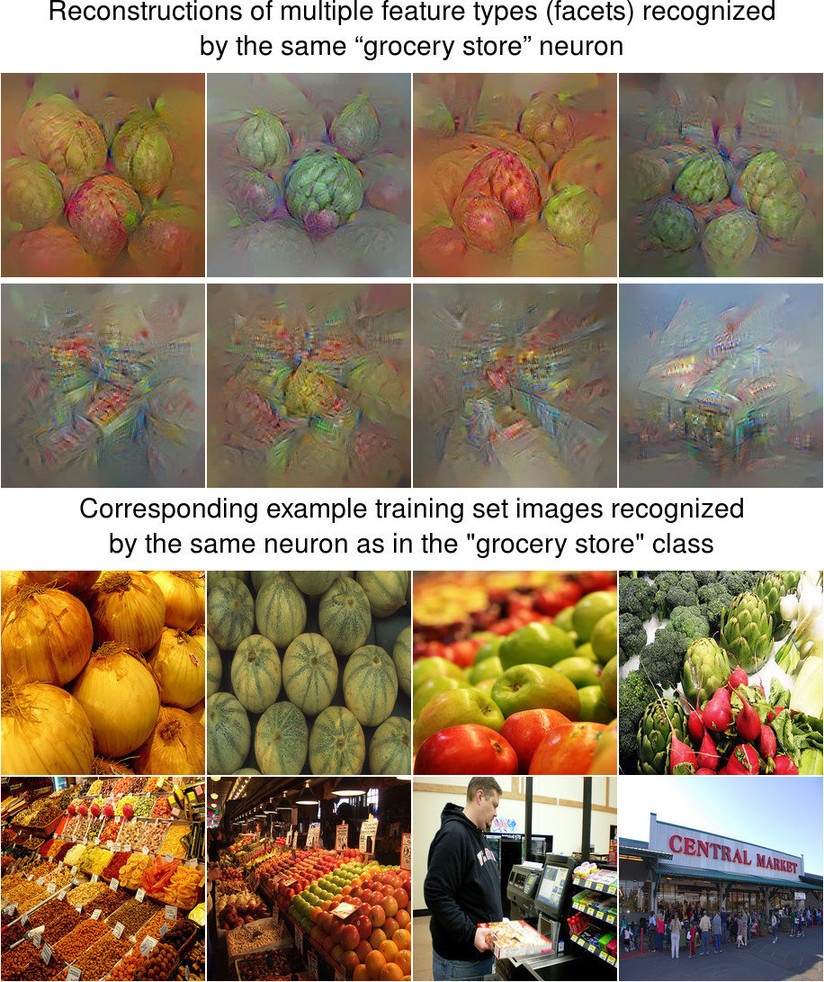 Reconstructions of multiple feature types (facets) recognized
by the same “grocery store” neuron
Corresponding example training set images recognized
by the same neuron as in the "grocery store" class
CENTRAL MARKET